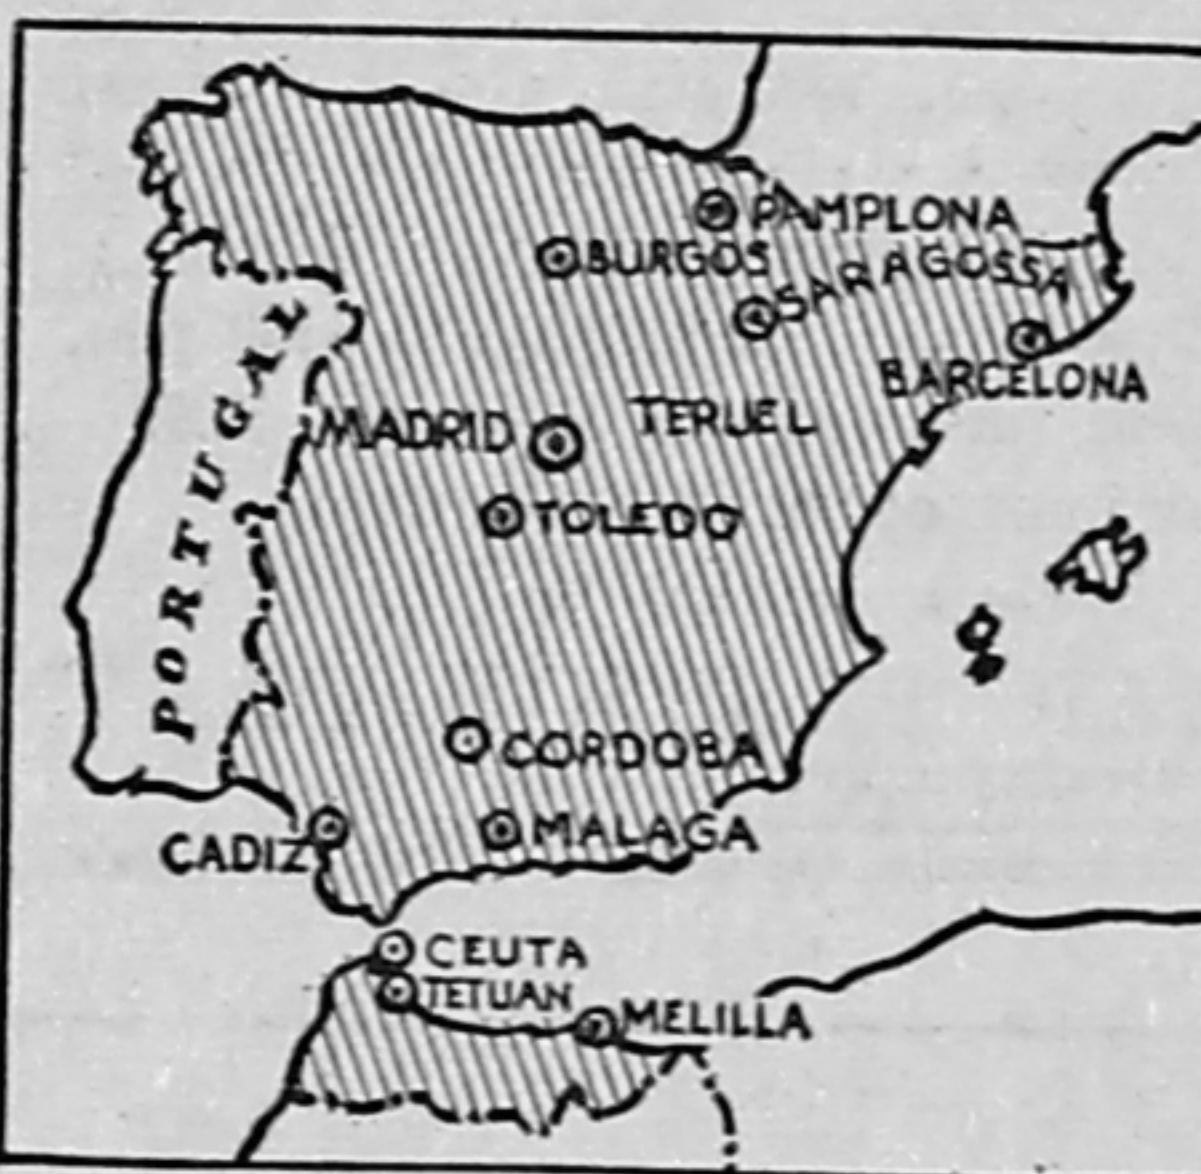 PAMPLONA
BURGOS
SARAGOSSA
PORTUGAL
BARCELONA
MADRID
TERUEL
TOLEDO
CORDOBA
CADIZ
MALAGA
CEUTA
TETUAN
MELILLA